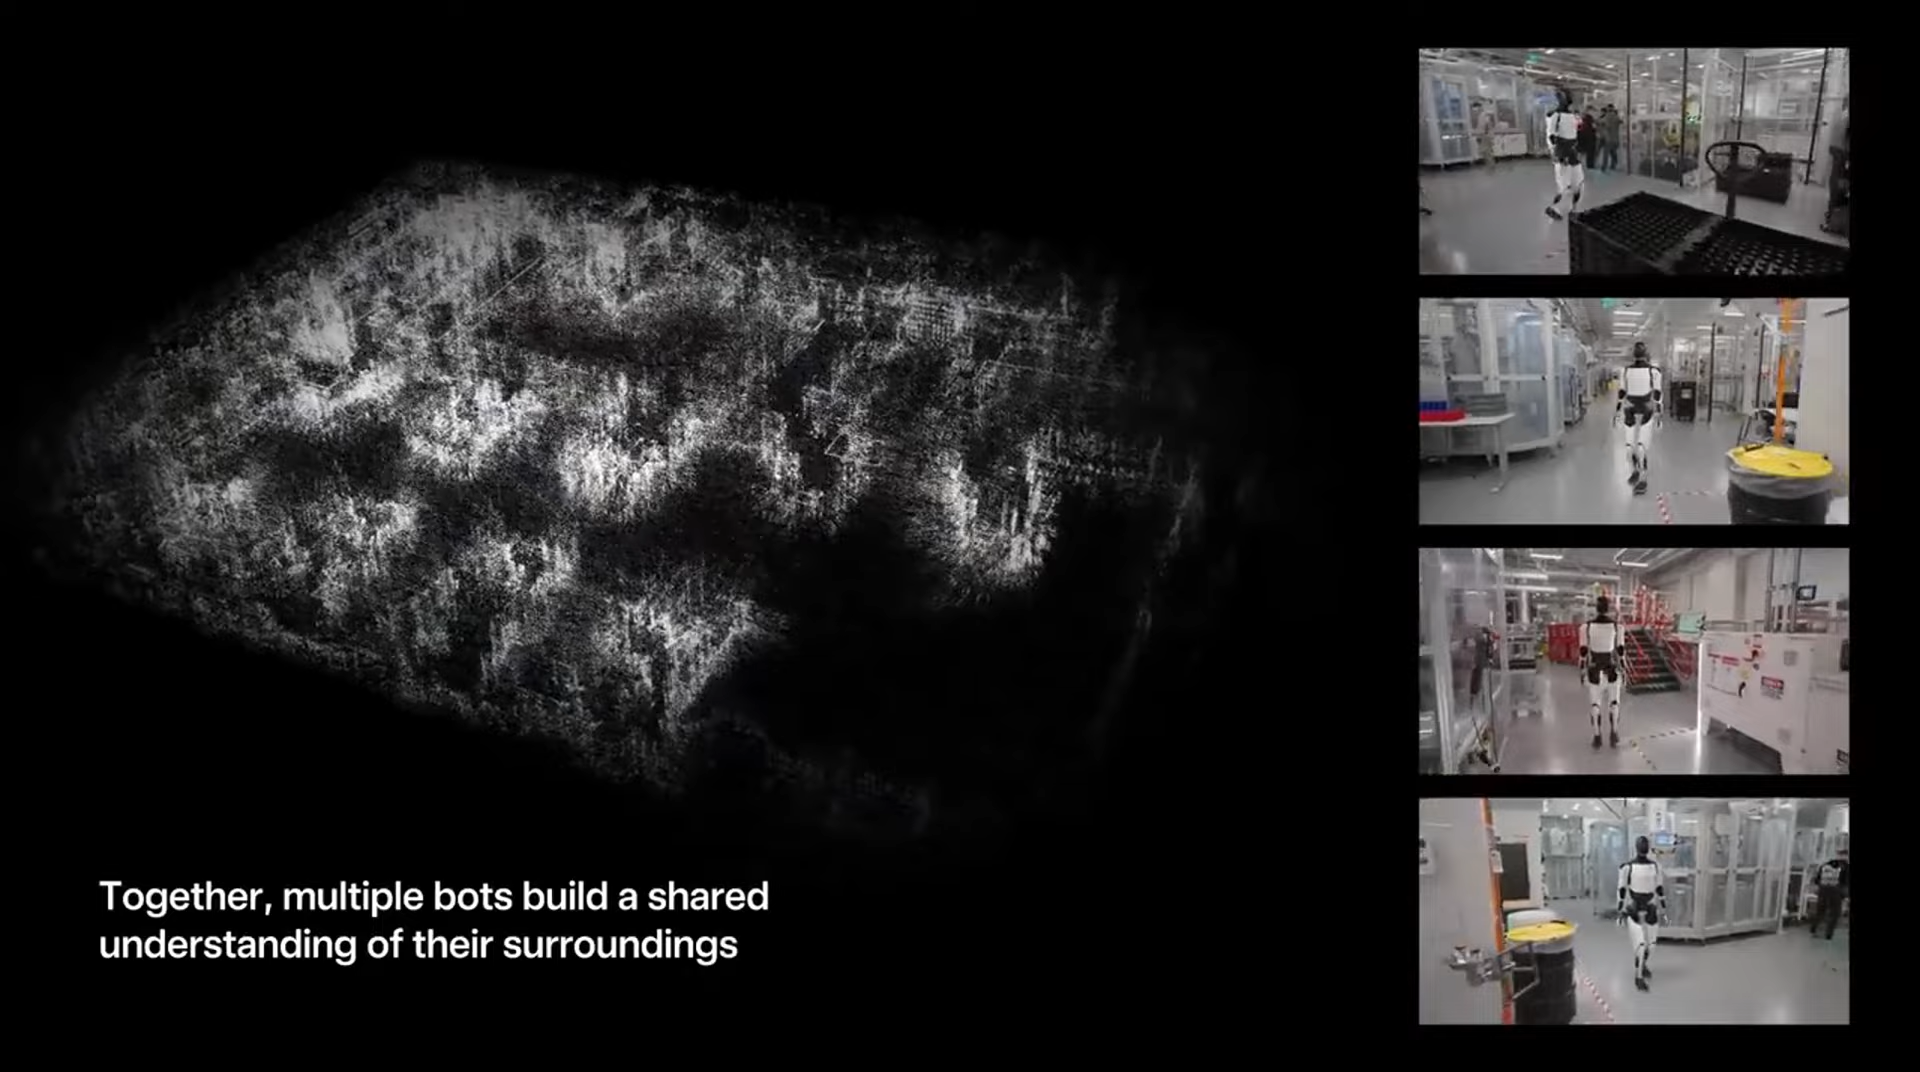 Together, multiple bots build a shared
understanding of their surroundings